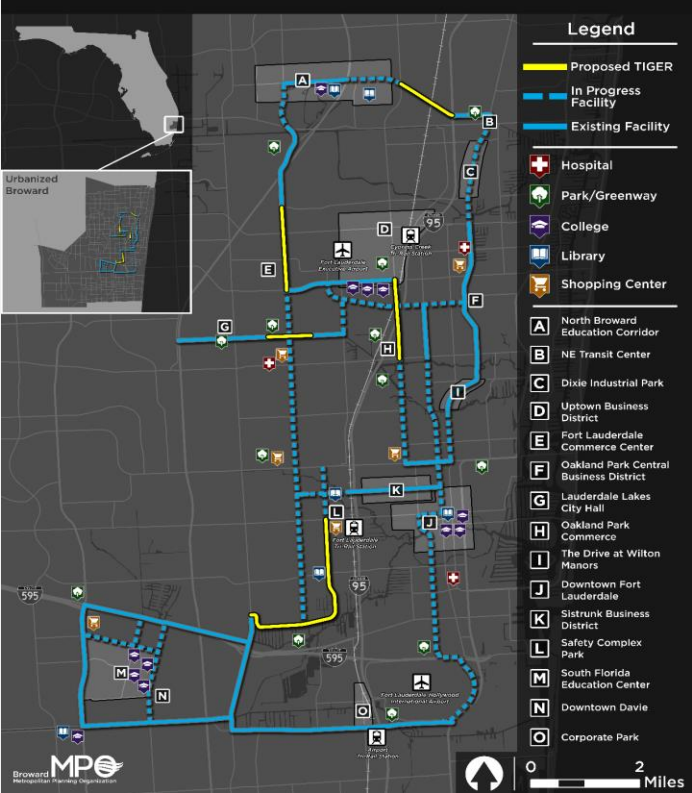 Legend
Proposed TIGER
In Progress
Facility
Existing Facility
Hospital
Park/Greenway
College
Library
Shopping Center
A North Broward
Education Corridor
B NE Transit Center
C Dixie Industrial Park
D Uptown Business
District
E Fort Lauderdale
Commerce Center
F Oakland Park Central
Business District
G Lauderdale Lakes
City Hall
H Oakland Park
Commerce
I The Drive at Wilton
Manors
J Downtown Fort
Lauderdale
K Sistrunk Business
District
L Safety Complex
Park
M South Florida
Education Center
N Downtown Davie
O Corporate Park
0 2
Miles
Urbanized
Broward
A
B
C
D
95
Cypress Creek
Tri-Rail Station
Fort Lauderdale
Executive Airport
E
F
G
H
I
K
L
J
Fort Lauderdale
Tri-Rail Station
95
595
595
M
N
Fort Lauderdale Hollywood
International Airport
O
Airport
Tri-Rail Station
Broward MPO
Metropolitan Planning Organization